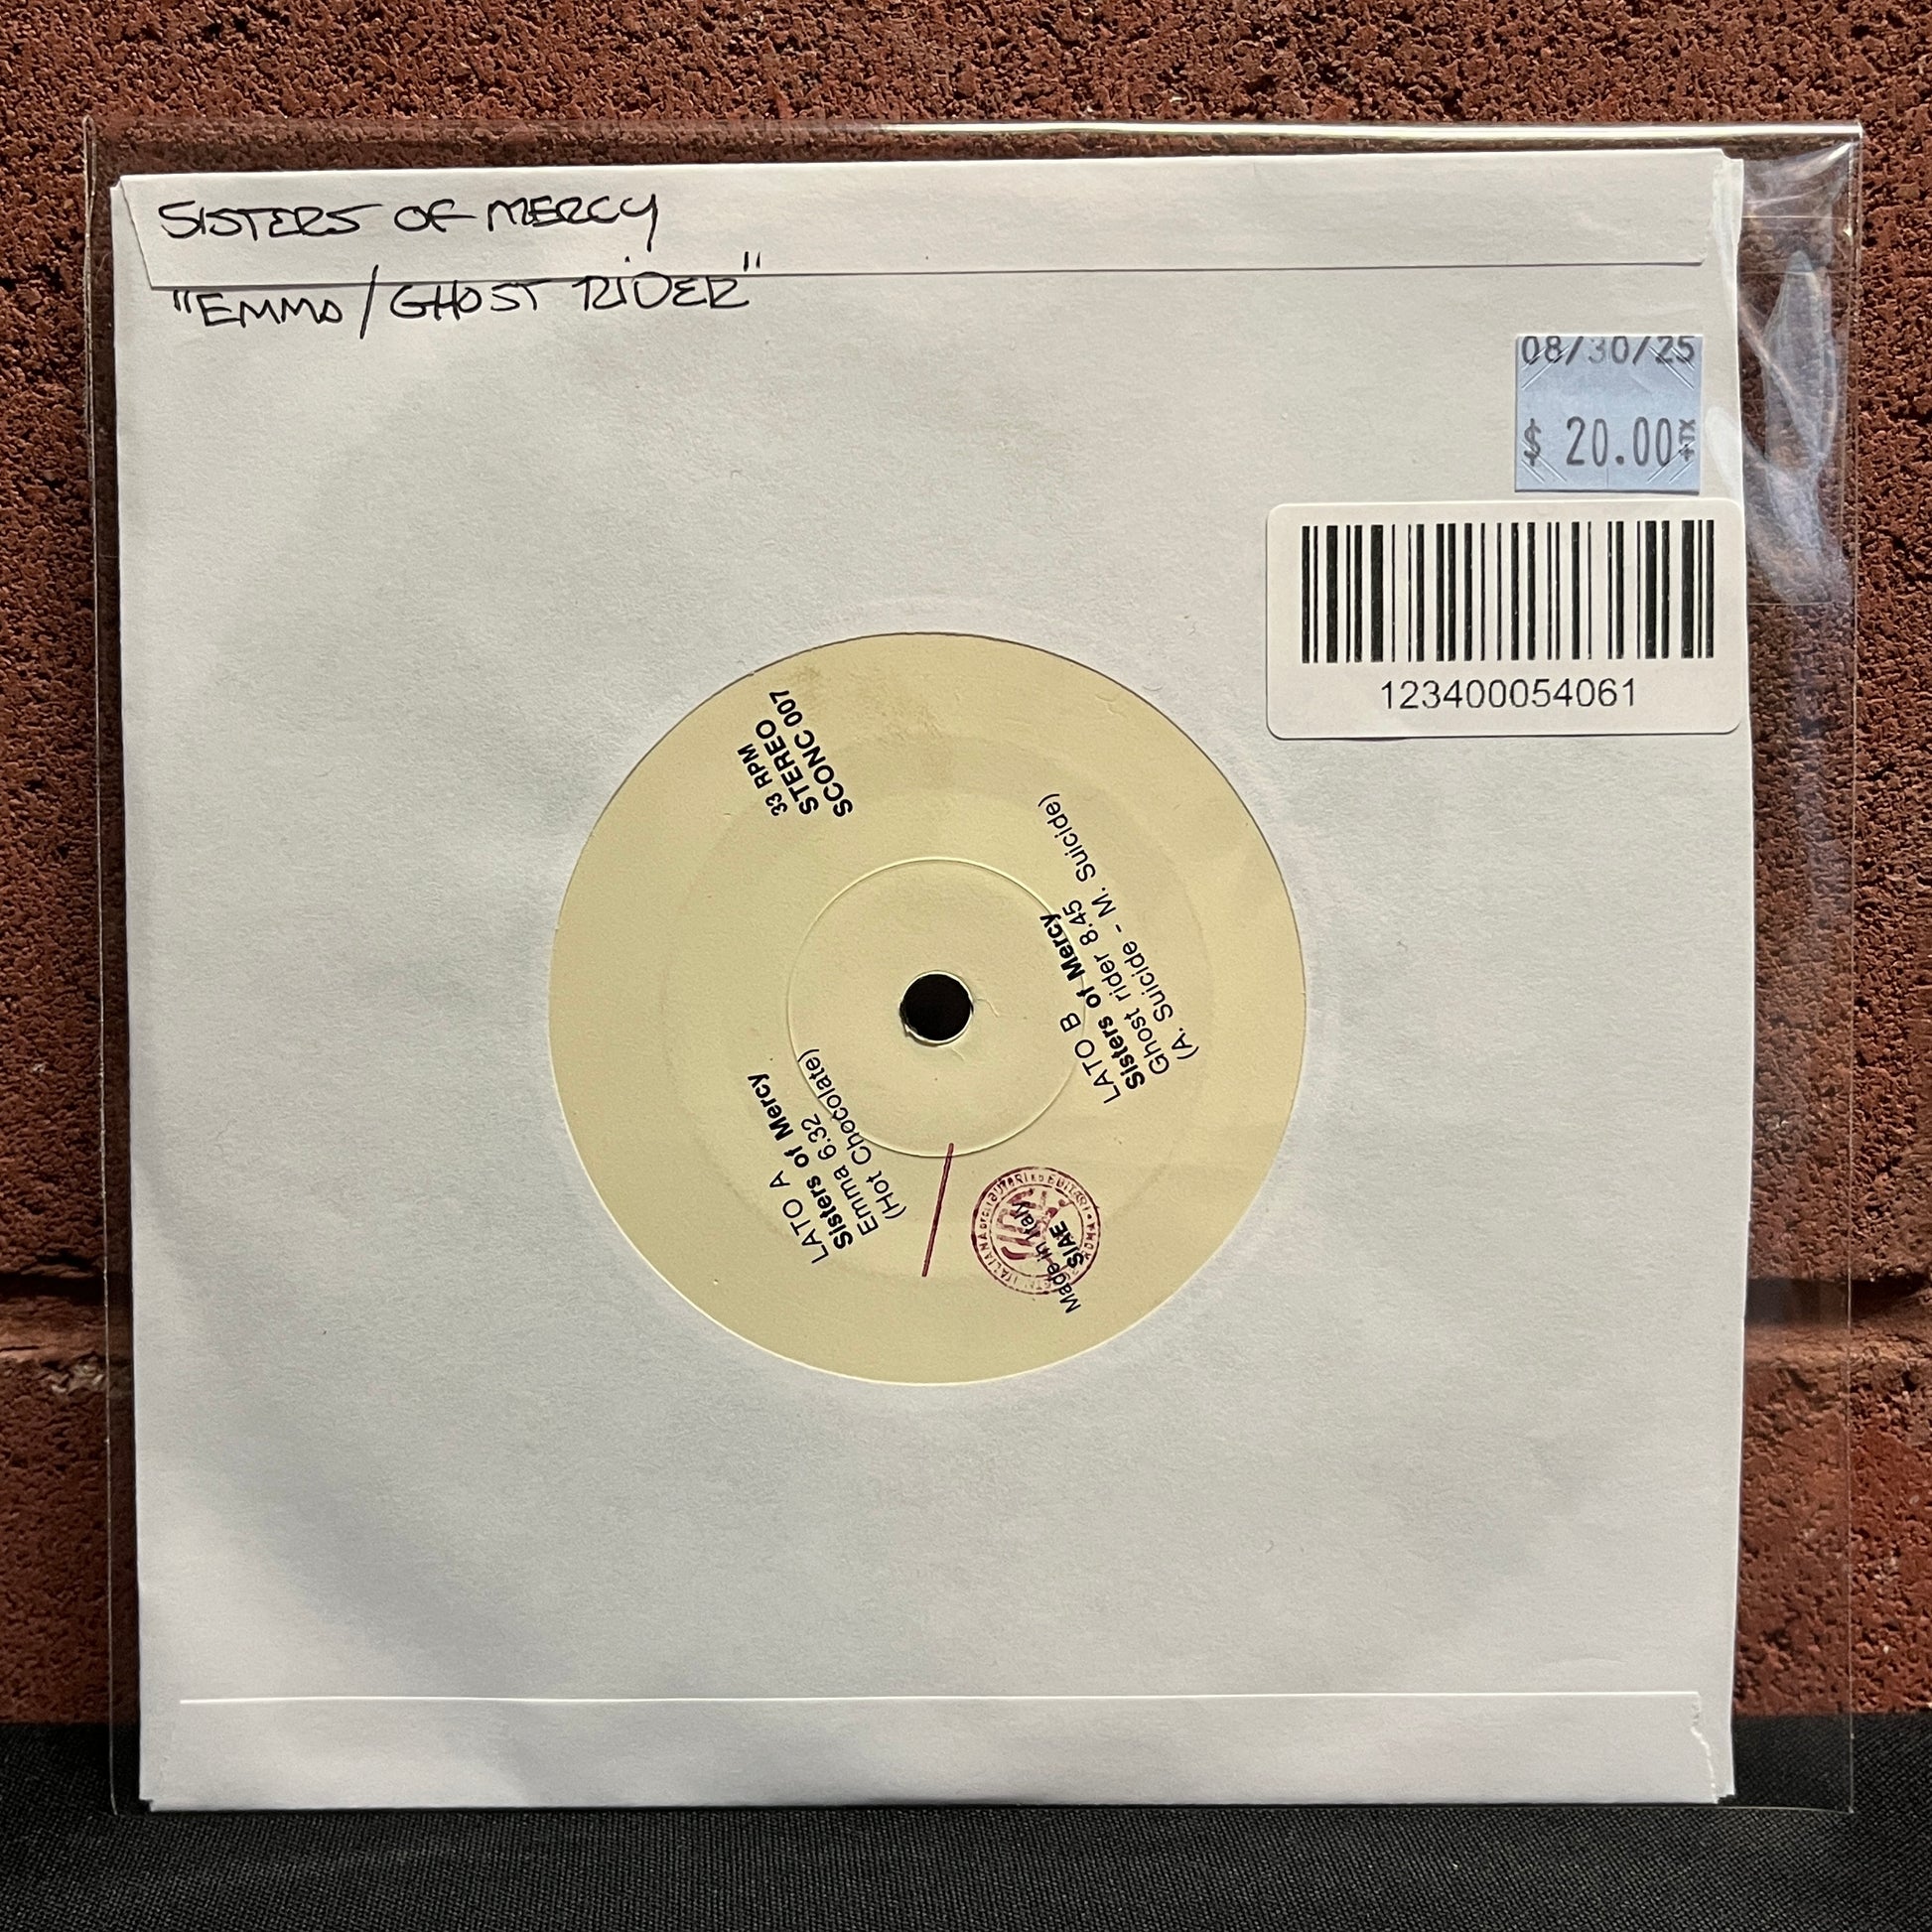 SISTERS OF MERCY
"EMMA / GHOST RIDER"
08/30/25
$ 20.00
123400054061
33 RPM
STEREO
SCONC 007
LATO A
Sisters of Mercy
Emma 6.32
(Hot Chocolate)
LATO B
Sisters of Mercy
Ghost rider 8.45
(A. Suicide - M. Suicide)
Made in Italy
SIAE